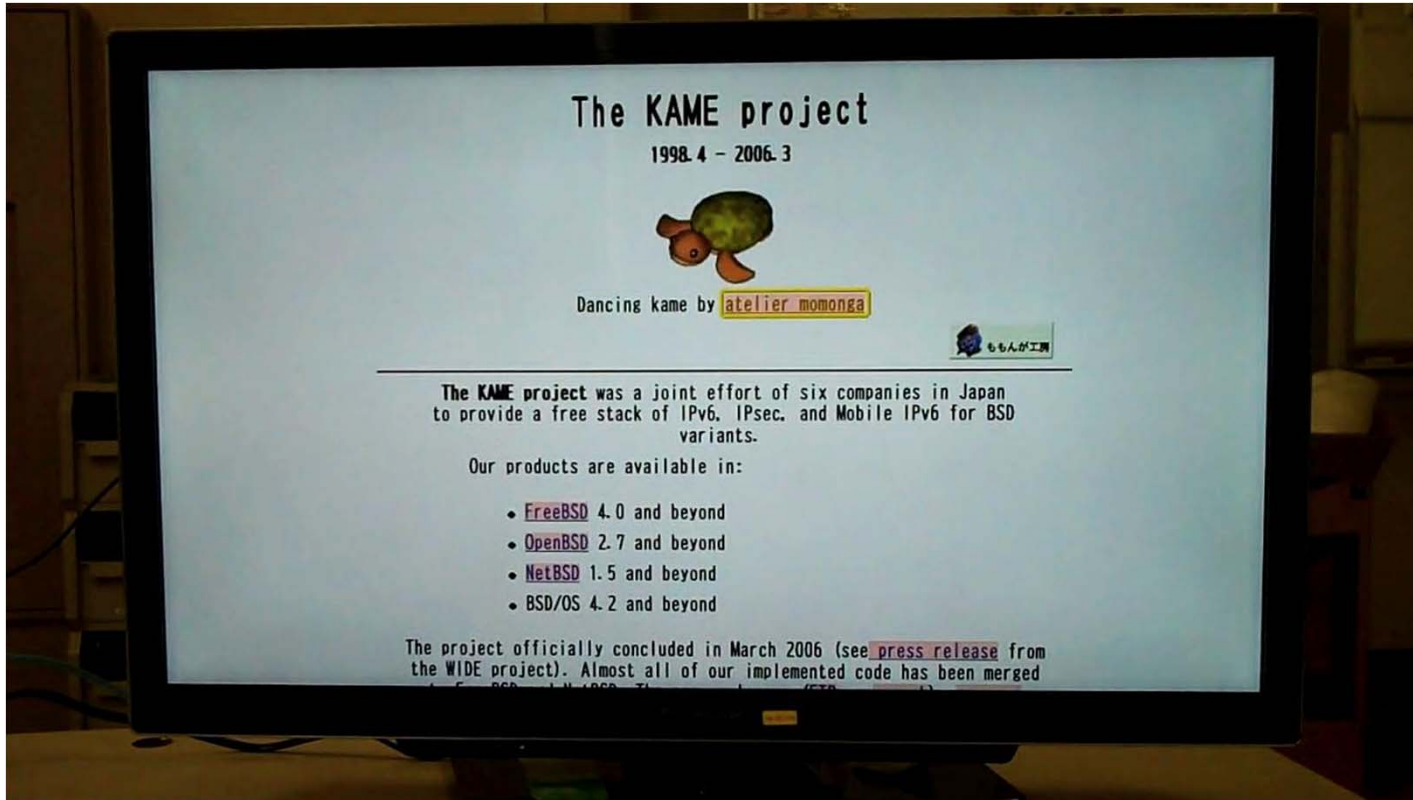 The KAME project
1998.4 - 2006.3
Dancing kame by atelier momonga
ももんが工房
The KAME project was a joint effort of six companies in Japan
to provide a free stack of IPv6, IPsec, and Mobile IPv6 for BSD
variants.
Our products are available in:
• FreeBSD 4.0 and beyond
• OpenBSD 2.7 and beyond
• NetBSD 1.5 and beyond
• BSD/OS 4.2 and beyond
The project officially concluded in March 2006 (see press release from
the WIDE project). Almost all of our implemented code has been merged